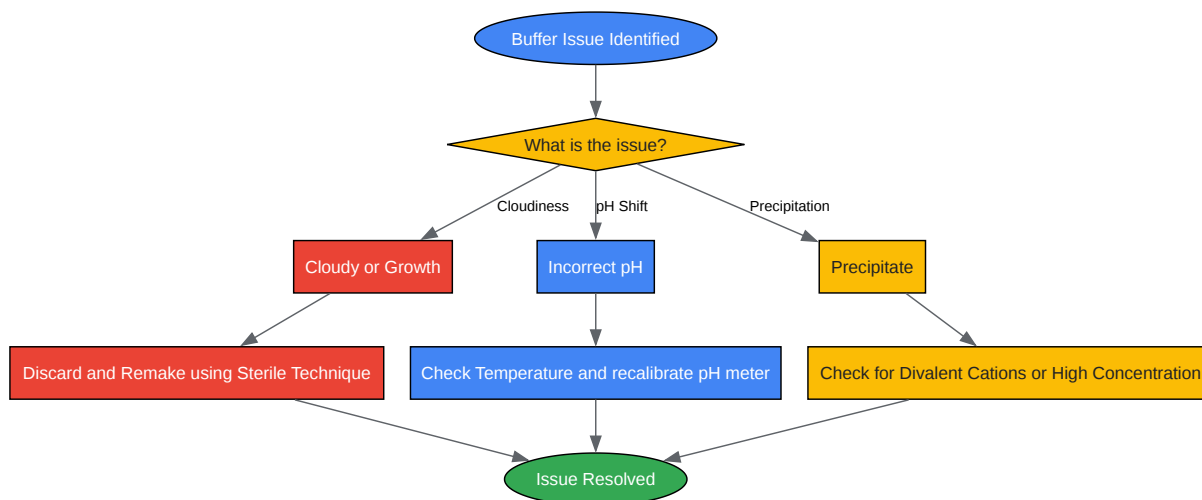 Buffer Issue Identified
What is the issue?
Cloudiness
pH Shift
Precipitation
Cloudy or Growth
Incorrect pH
Precipitate
Discard and Remake using Sterile Technique
Check Temperature and recalibrate pH meter
Check for Divalent Cations or High Concentration
Issue Resolved